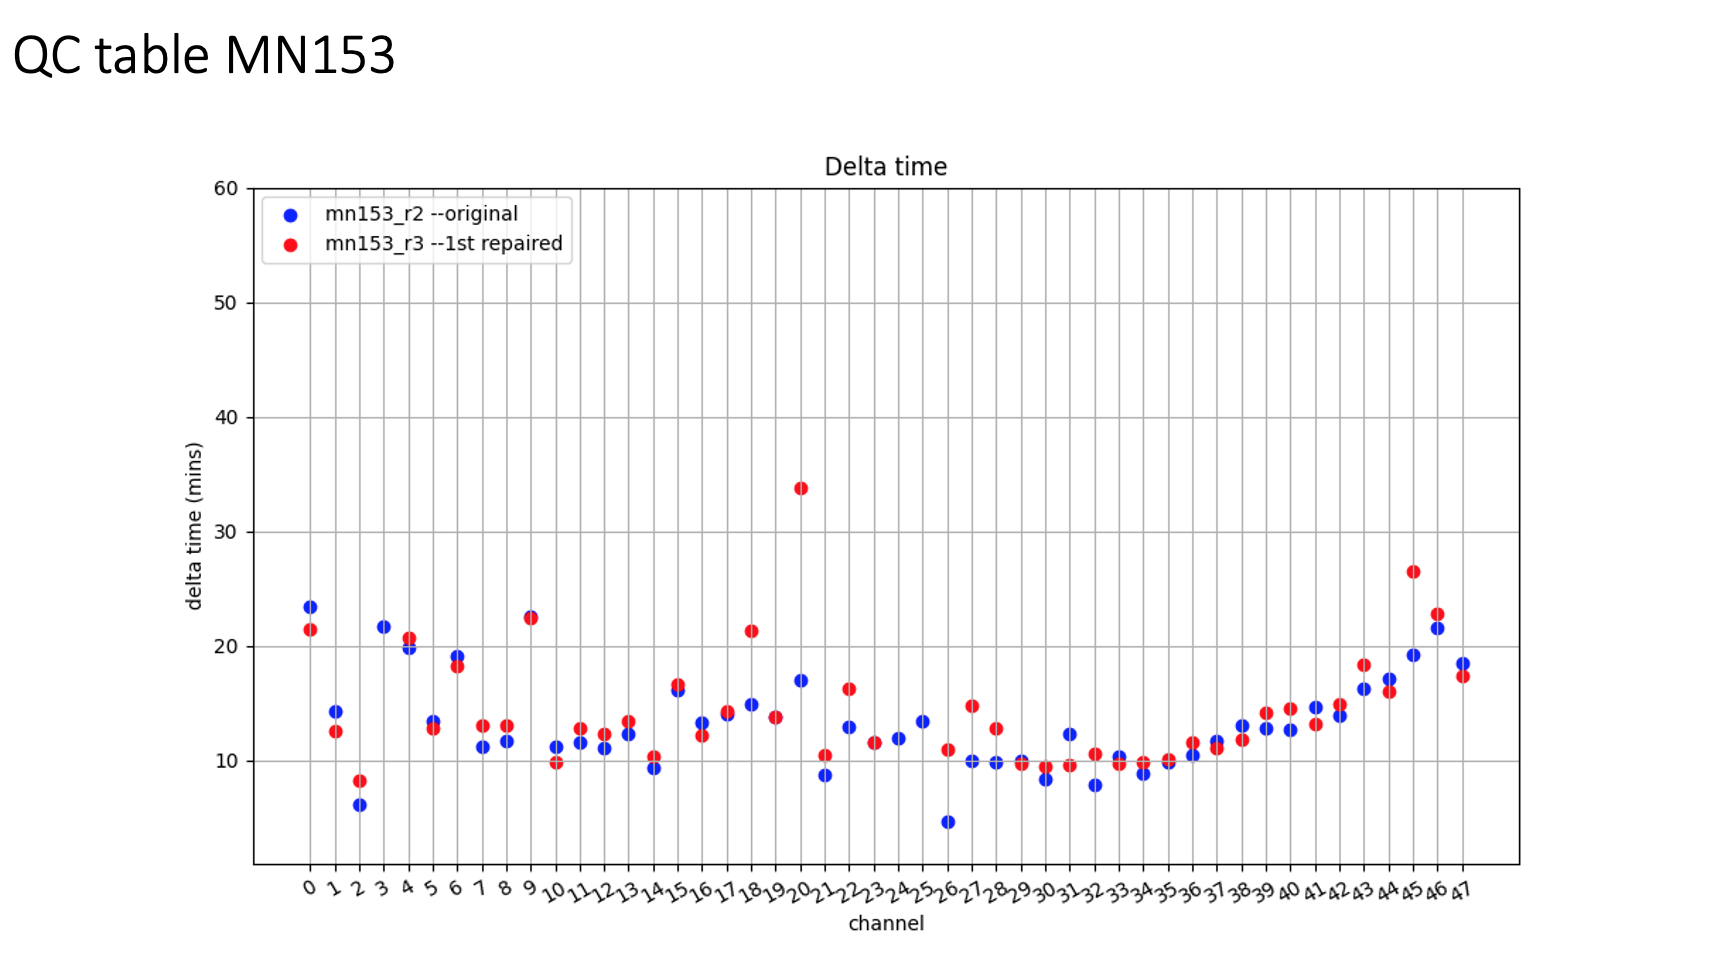 QC table MN153
Delta time
60
mn153_r2 --original
mn153_r3 --1st repaired
50
40
30
20
10
delta time (mins)
0 1 2 3 4 5 6 7 8 9 10 11 12 13 14 15 16 17 18 19 20 21 22 23 24 25 26 27 28 29 30 31 32 33 34 35 36 37 38 39 40 41 42 43 44 45 46 47
channel